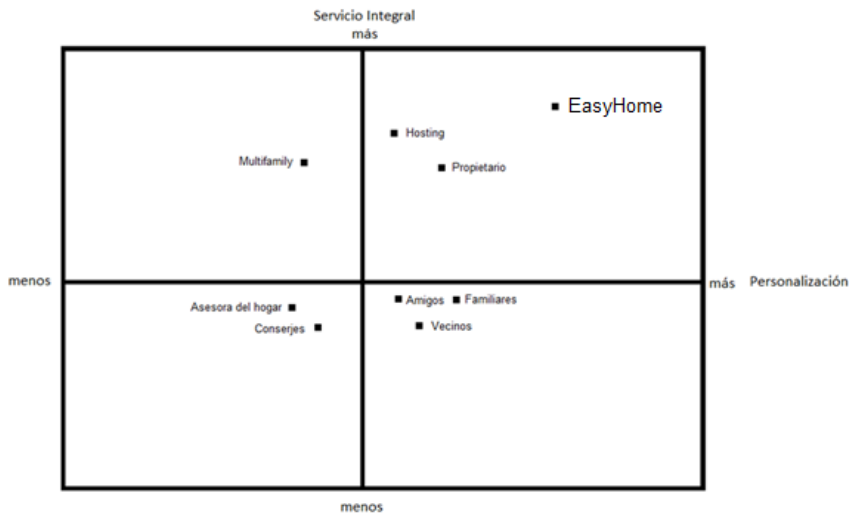 Servicio Integral
más
EasyHome
Hosting
Multifamily
Propietario
menos
más Personalización
Amigos
Familiares
Asesora del hogar
Conserjes
Vecinos
menos